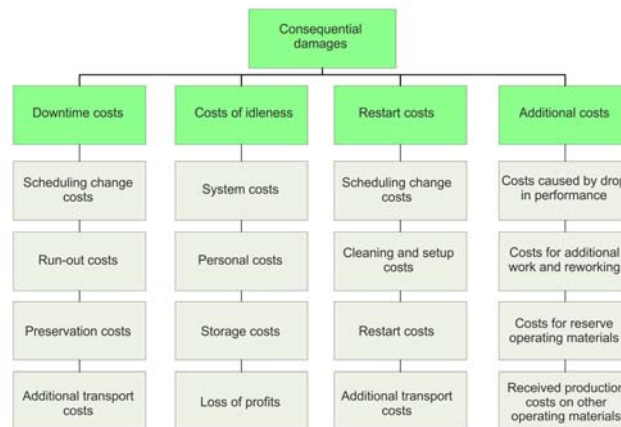 Consequential
damages
Downtime costs
Costs of idleness
Restart costs
Additional costs
Scheduling change
costs
System costs
Scheduling change
costs
Costs caused by drop
in performance
Run-out costs
Personal costs
Cleaning and setup
costs
Costs for additional
work and reworking
Preservation costs
Storage costs
Restart costs
Costs for reserve
operating materials
Additional transport
costs
Loss of profits
Additional transport
costs
Received production
costs on other
operating materials